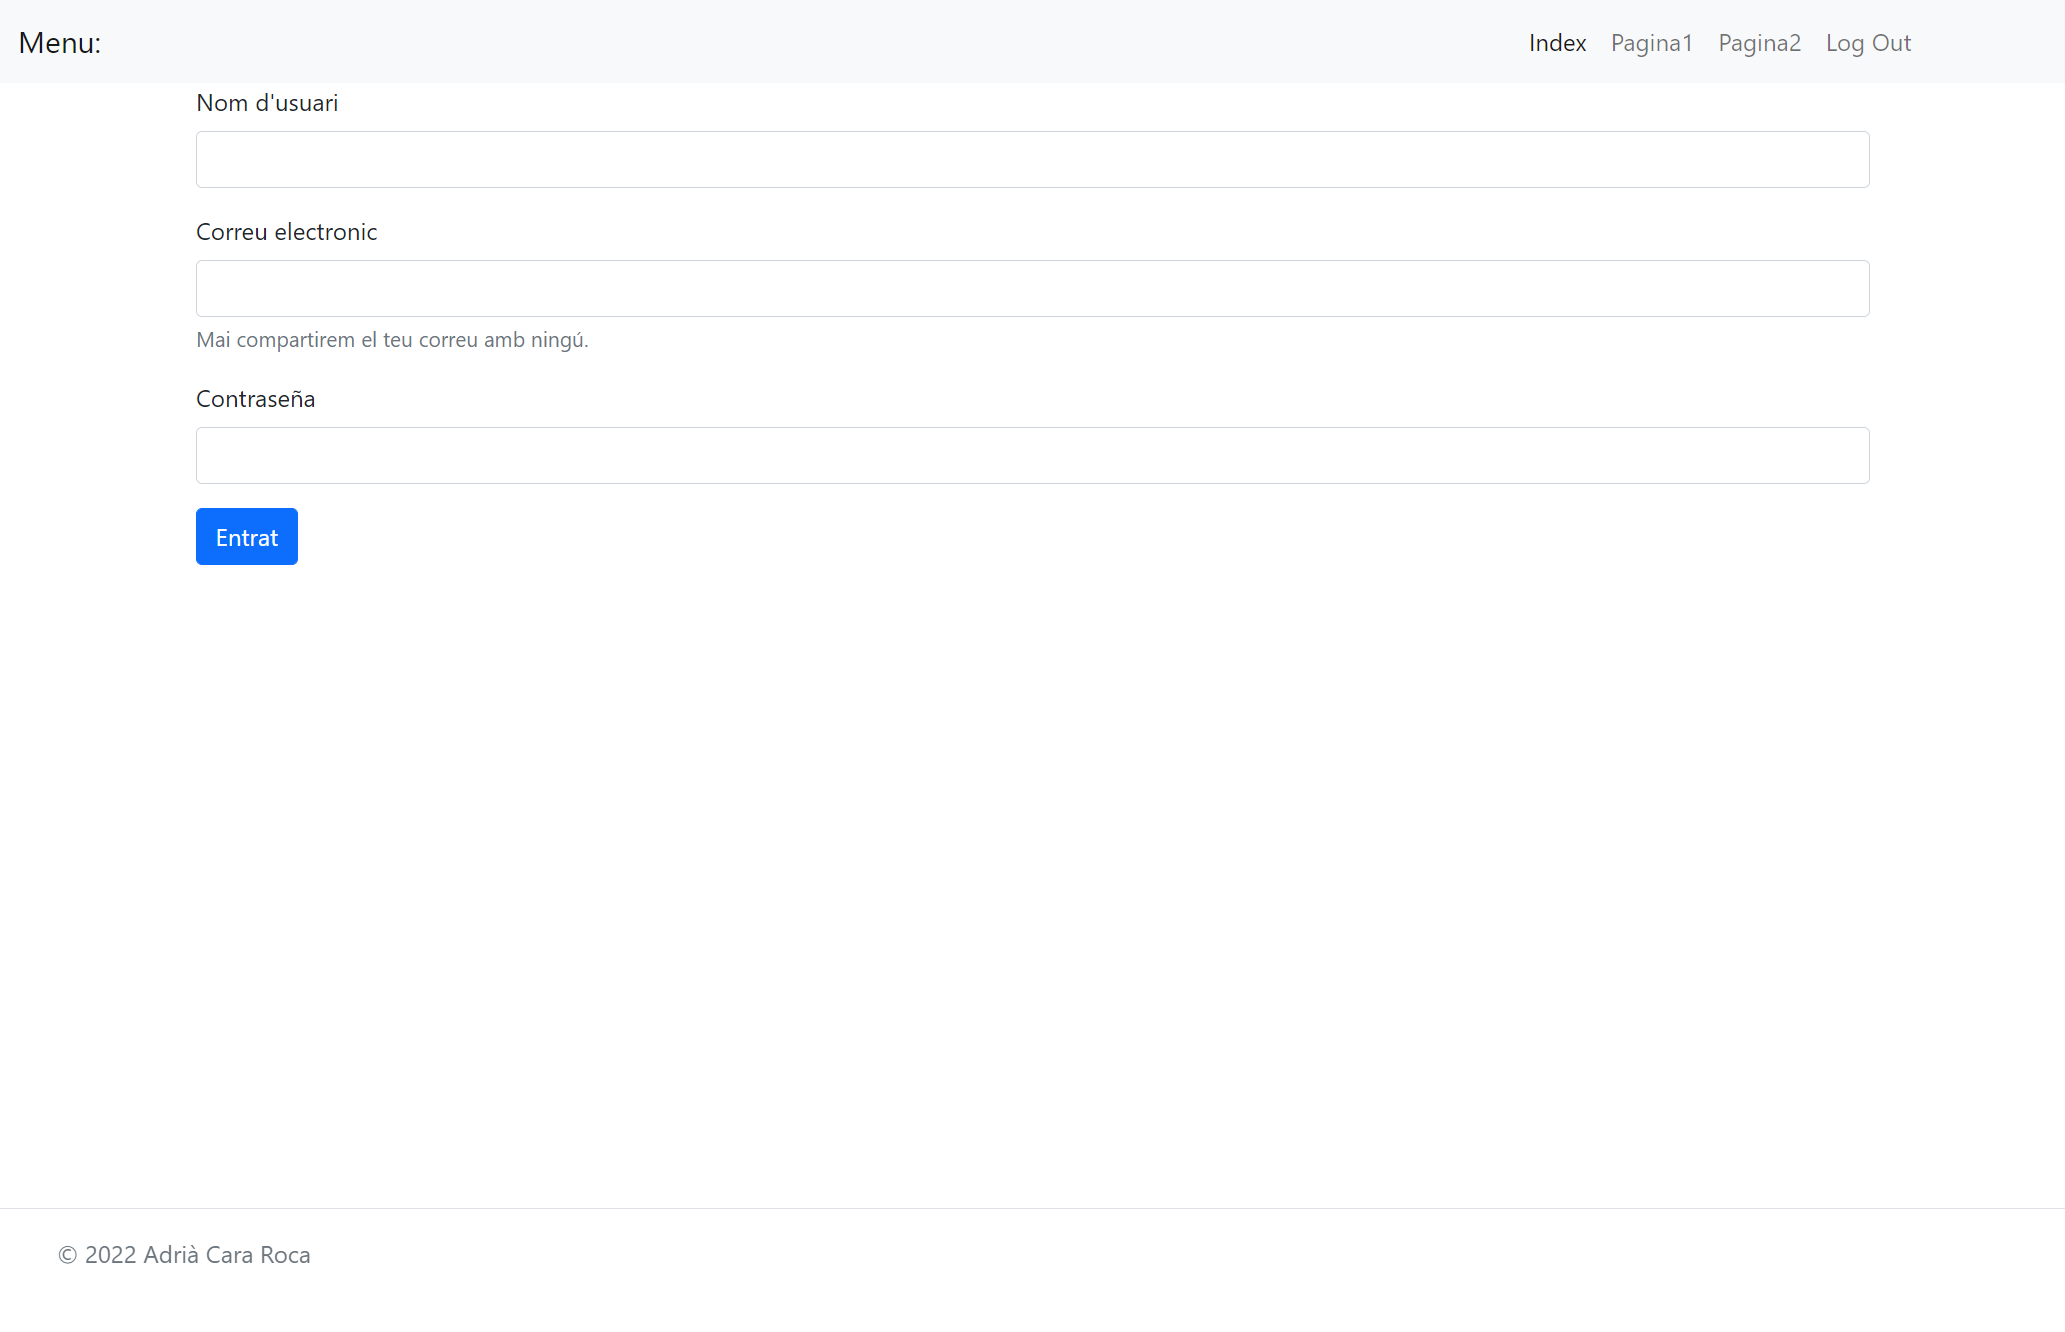 Menu: Index Pagina1 Pagina2 Log Out
Nom d'usuari
Correu electronic
Mai compartirem el teu correu amb ningú.
Contraseña
Entrat
© 2022 Adrià Cara Roca